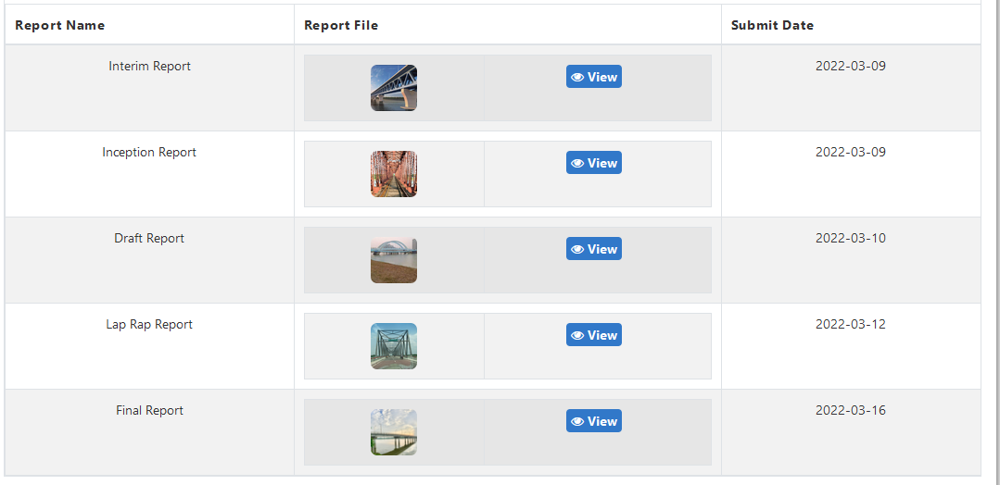 Report Name Report File Submit Date
Interim Report View 2022-03-09
Inception Report View 2022-03-09
Draft Report View 2022-03-10
Lap Rap Report View 2022-03-12
Final Report View 2022-03-16